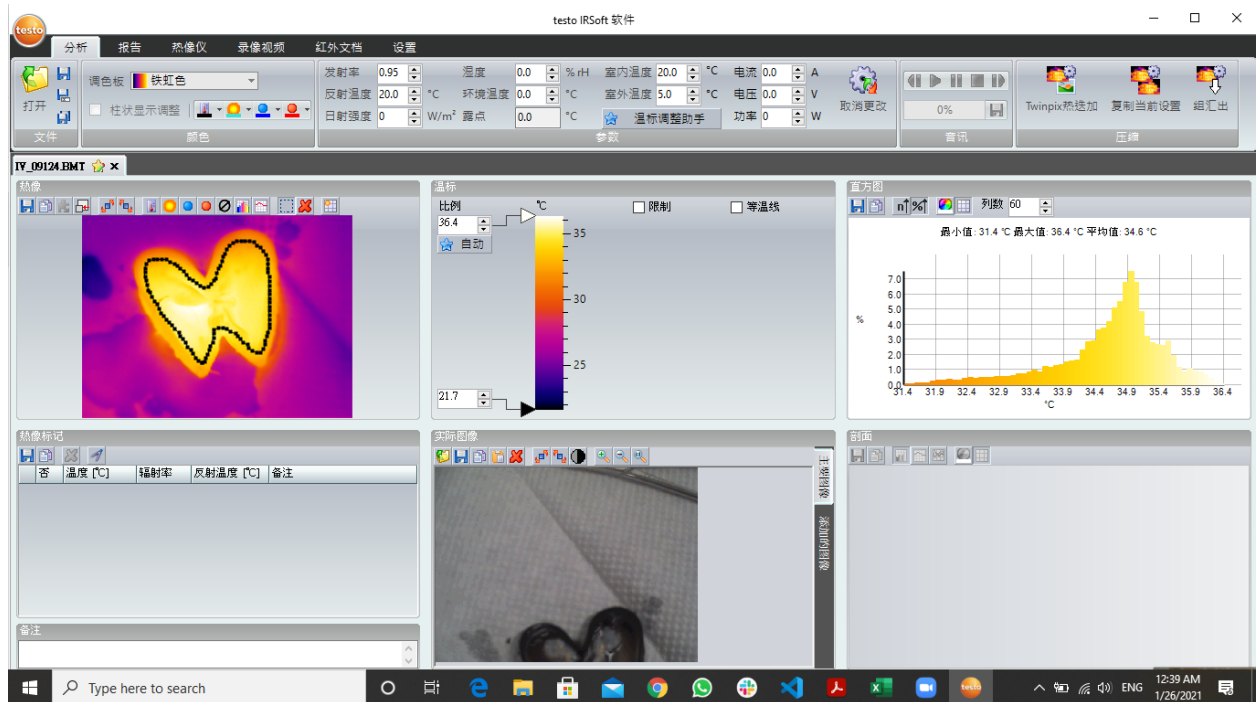 testo IRSoft 软件
testo
分析 报告 热像仪 录像视频 红外文档 设置
打开
文件
调色板 铁虹色
柱状显示调整
颜色
发射率 0.95 湿度 0.0 % rH 室内温度 20.0 °C 电流 0.0 A
反射温度 20.0 °C 环境温度 0.0 °C 室外温度 5.0 °C 电压 0.0 V
日射强度 0 W/m² 露点 0.0 °C 温标调整助手 功率 0 W
参数
取消更改
0%
音讯
Twinpix热迭加 复制当前设置 组汇出
压缩
IV_09124.BMT
热像
温标
比例 °C 限制 等温线
36.4
自动
35
30
25
21.7
直方图
n↑ %↑ 列数 60
最小值: 31.4 °C 最大值: 36.4 °C 平均值: 34.6 °C
%
7.0
6.0
5.0
4.0
3.0
2.0
1.0
0.0
31.4 31.9 32.4 32.9 33.4 33.9 34.4 34.9 35.4 35.9 36.4
°C
热像标记
否 温度 [°C] 辐射率 反射温度 [°C] 备注
备注
实际图像
主要图像
添加的图像
剖面
Type here to search
testo
ENG
12:39 AM
1/26/2021